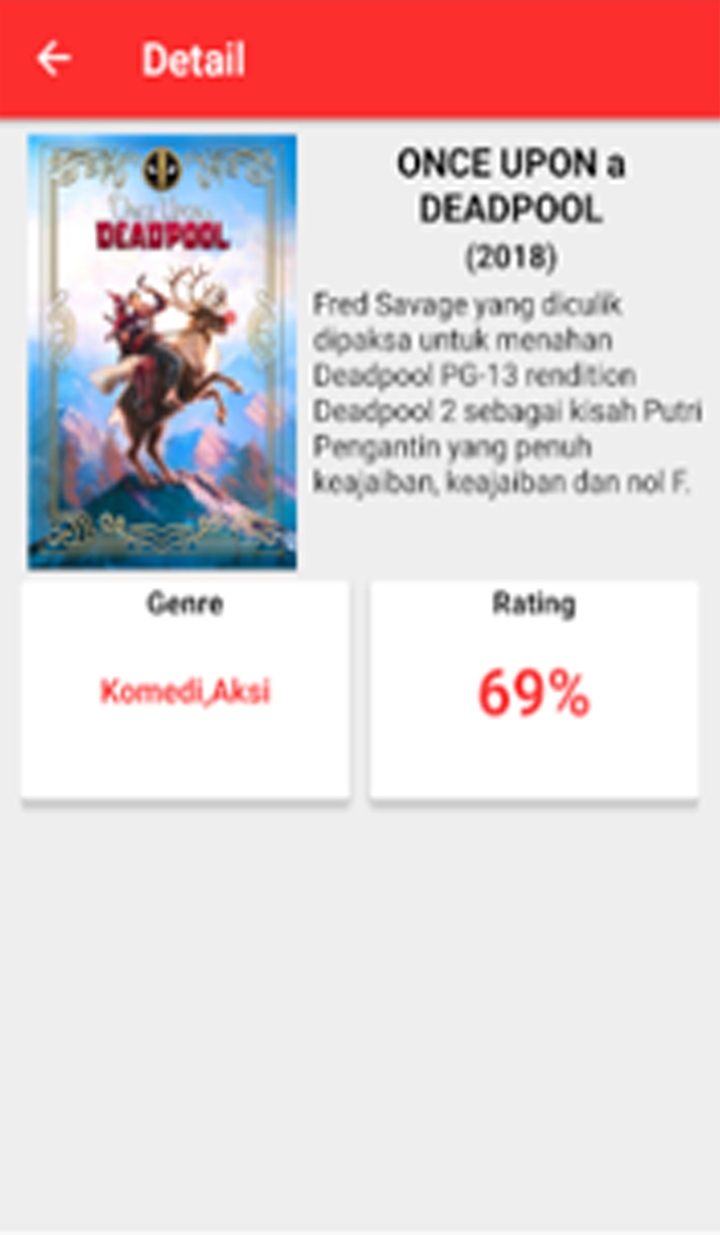 Detail
Once Upon a
DEADPOOL
ONCE UPON a
DEADPOOL
(2018)
Fred Savage yang diculik
dipaksa untuk menahan
Deadpool PG-13 rendition
Deadpool 2 sebagai kisah Putri
Pengantin yang penuh
keajaiban, keajaiban dan nol F.
Genre
Rating
Komedi,Aksi
69%